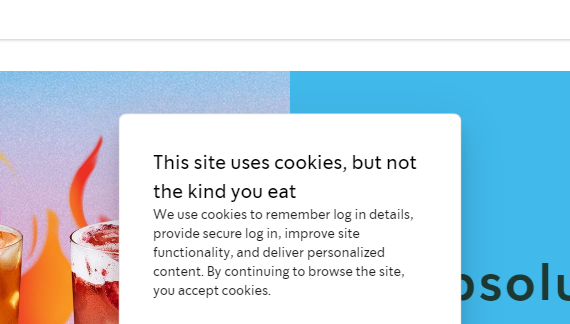 This site uses cookies, but not
the kind you eat
We use cookies to remember log in details,
provide secure log in, improve site
functionality, and deliver personalized
content. By continuing to browse the site,
you accept cookies.